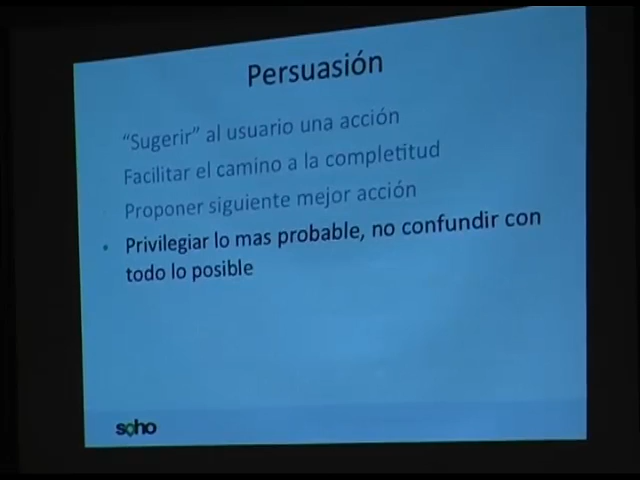 Persuasión
“Sugerir” al usuario una acción
Facilitar el camino a la completitud
Proponer siguiente mejor acción
• Privilegiar lo mas probable, no confundir con
todo lo posible
soho